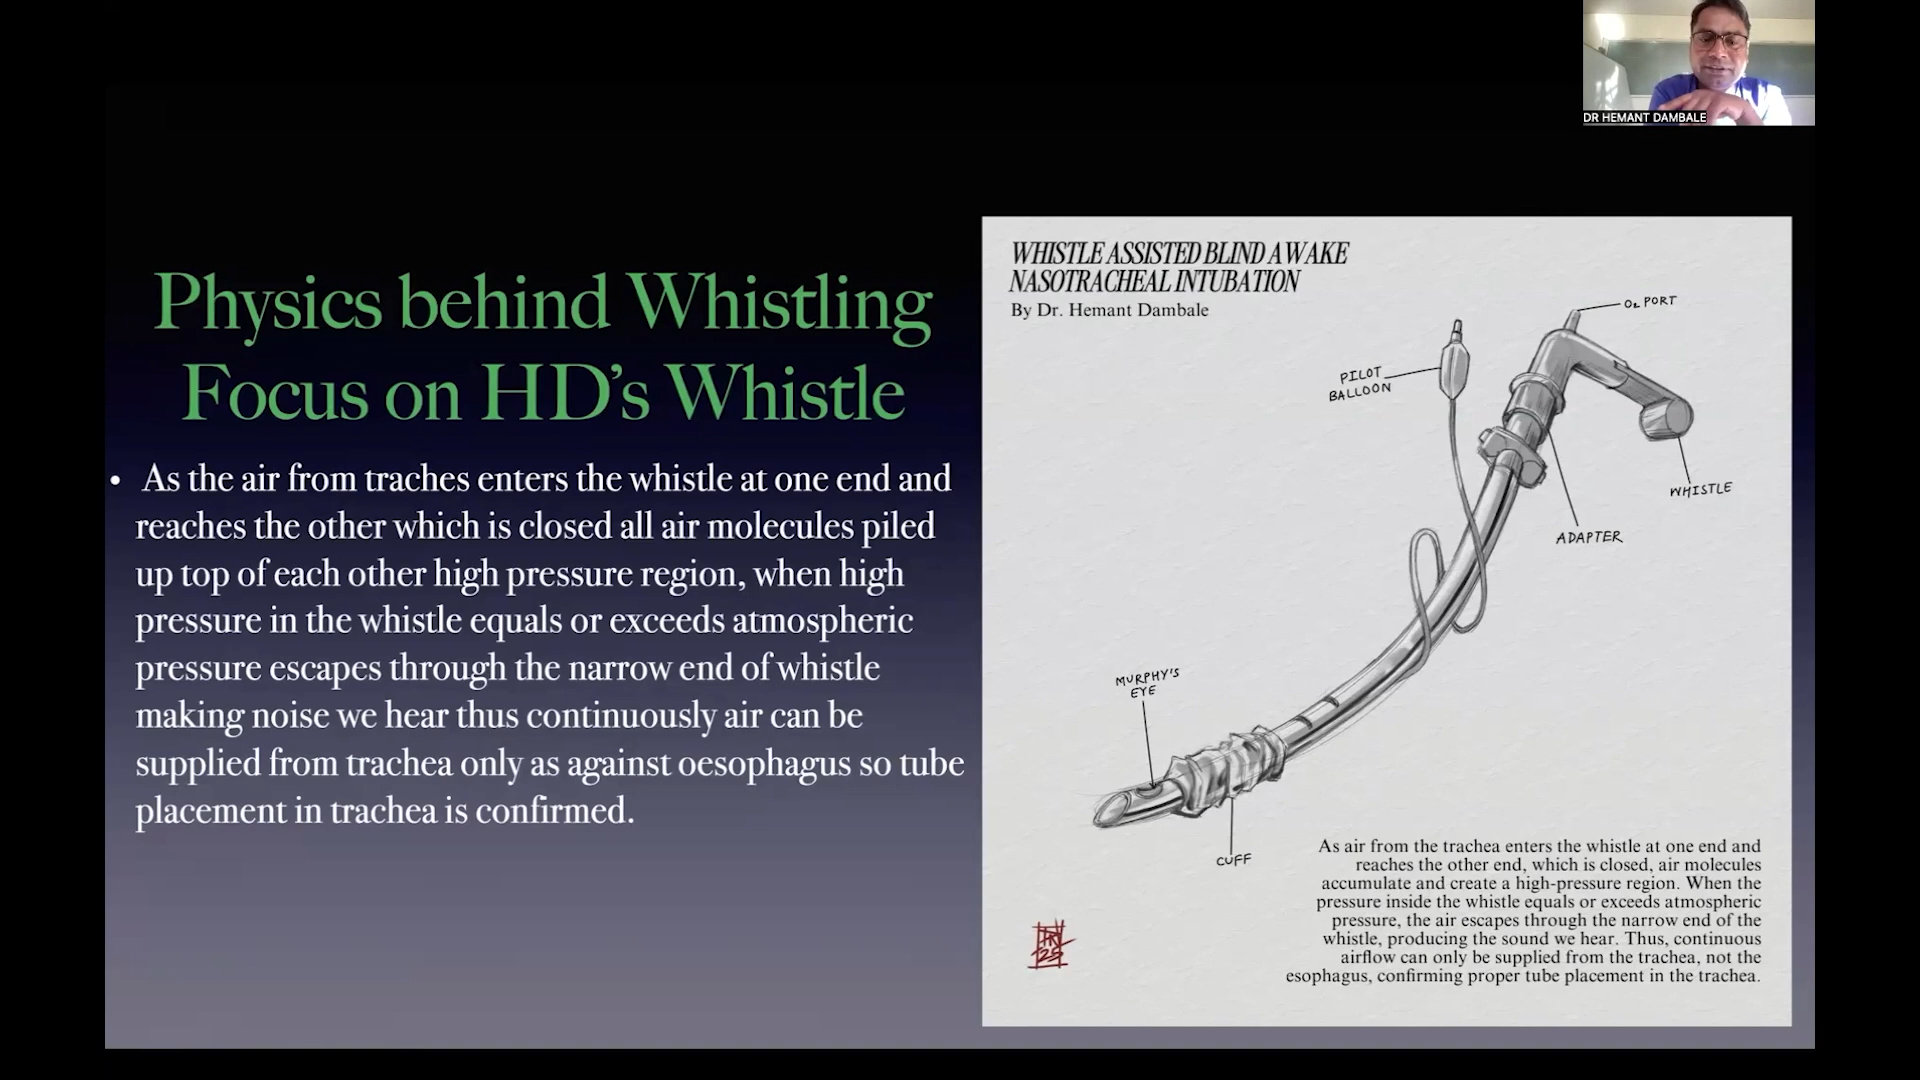 DR HEMANT DAMBALE
Physics behind Whistling
Focus on HD’s Whistle
• As the air from traches enters the whistle at one end and
reaches the other which is closed all air molecules piled
up top of each other high pressure region, when high
pressure in the whistle equals or exceeds atmospheric
pressure escapes through the narrow end of whistle
making noise we hear thus continuously air can be
supplied from trachea only as against oesophagus so tube
placement in trachea is confirmed.
WHISTLE ASSISTED BLIND AWAKE
NASOTRACHEAL INTUBATION
By Dr. Hemant Dambale
O₂ PORT
PILOT
BALLOON
WHISTLE
ADAPTER
MURPHY'S
EYE
CUFF
As air from the trachea enters the whistle at one end and
reaches the other end, which is closed, air molecules
accumulate and create a high-pressure region. When the
pressure inside the whistle equals or exceeds atmospheric
pressure, the air escapes through the narrow end of the
whistle, producing the sound we hear. Thus, continuous
airflow can only be supplied from the trachea, not the
esophagus, confirming proper tube placement in the trachea.